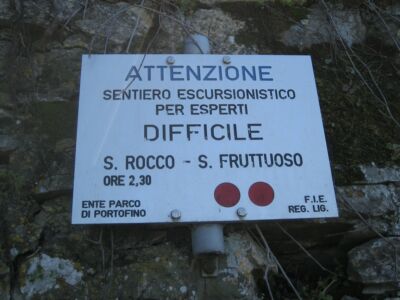 ATTENZIONE
SENTIERO ESCURSIONISTICO
PER ESPERTI
DIFFICILE
S. ROCCO - S. FRUTTUOSO
ORE 2,30
ENTE PARCO
DI PORTOFINO
F.I.E.
REG. LIG.